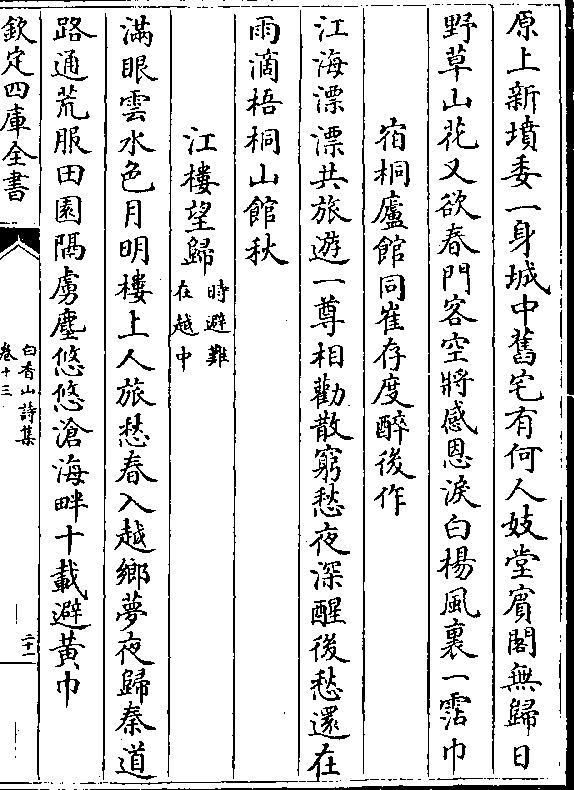 原上新墳委一身城中舊宅有何人妓堂賓閣無歸日
野草山花又欲春門客空將感恩淚白楊風裏一霑巾
宿桐廬館同崔存度醉後作
江海漂漂共旅遊一尊相勸散窮愁夜深醒後愁還在
雨滴梧桐山館秋
江樓望歸時避難
在越中
滿眼雲水色月明樓上人旅愁春入越鄉夢夜歸秦道
路通荒服田園隔虜塵悠悠滄海畔十載避黃巾
欽定四庫全書
白香山詩集
卷十三
二十一